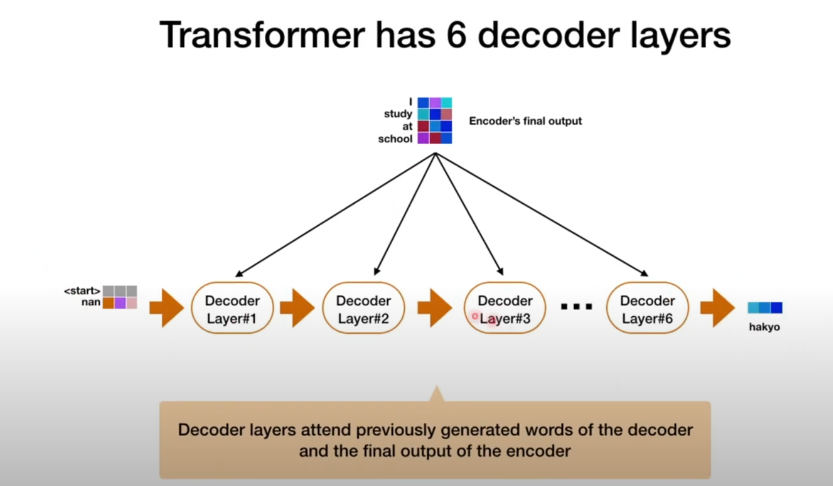 Transformer has 6 decoder layers
I
study
at
school
Encoder's final output
<start>
nan
Decoder
Layer#1
Decoder
Layer#2
Decoder
Layer#3
...
Decoder
Layer#6
hakyo
Decoder layers attend previously generated words of the decoder
and the final output of the encoder